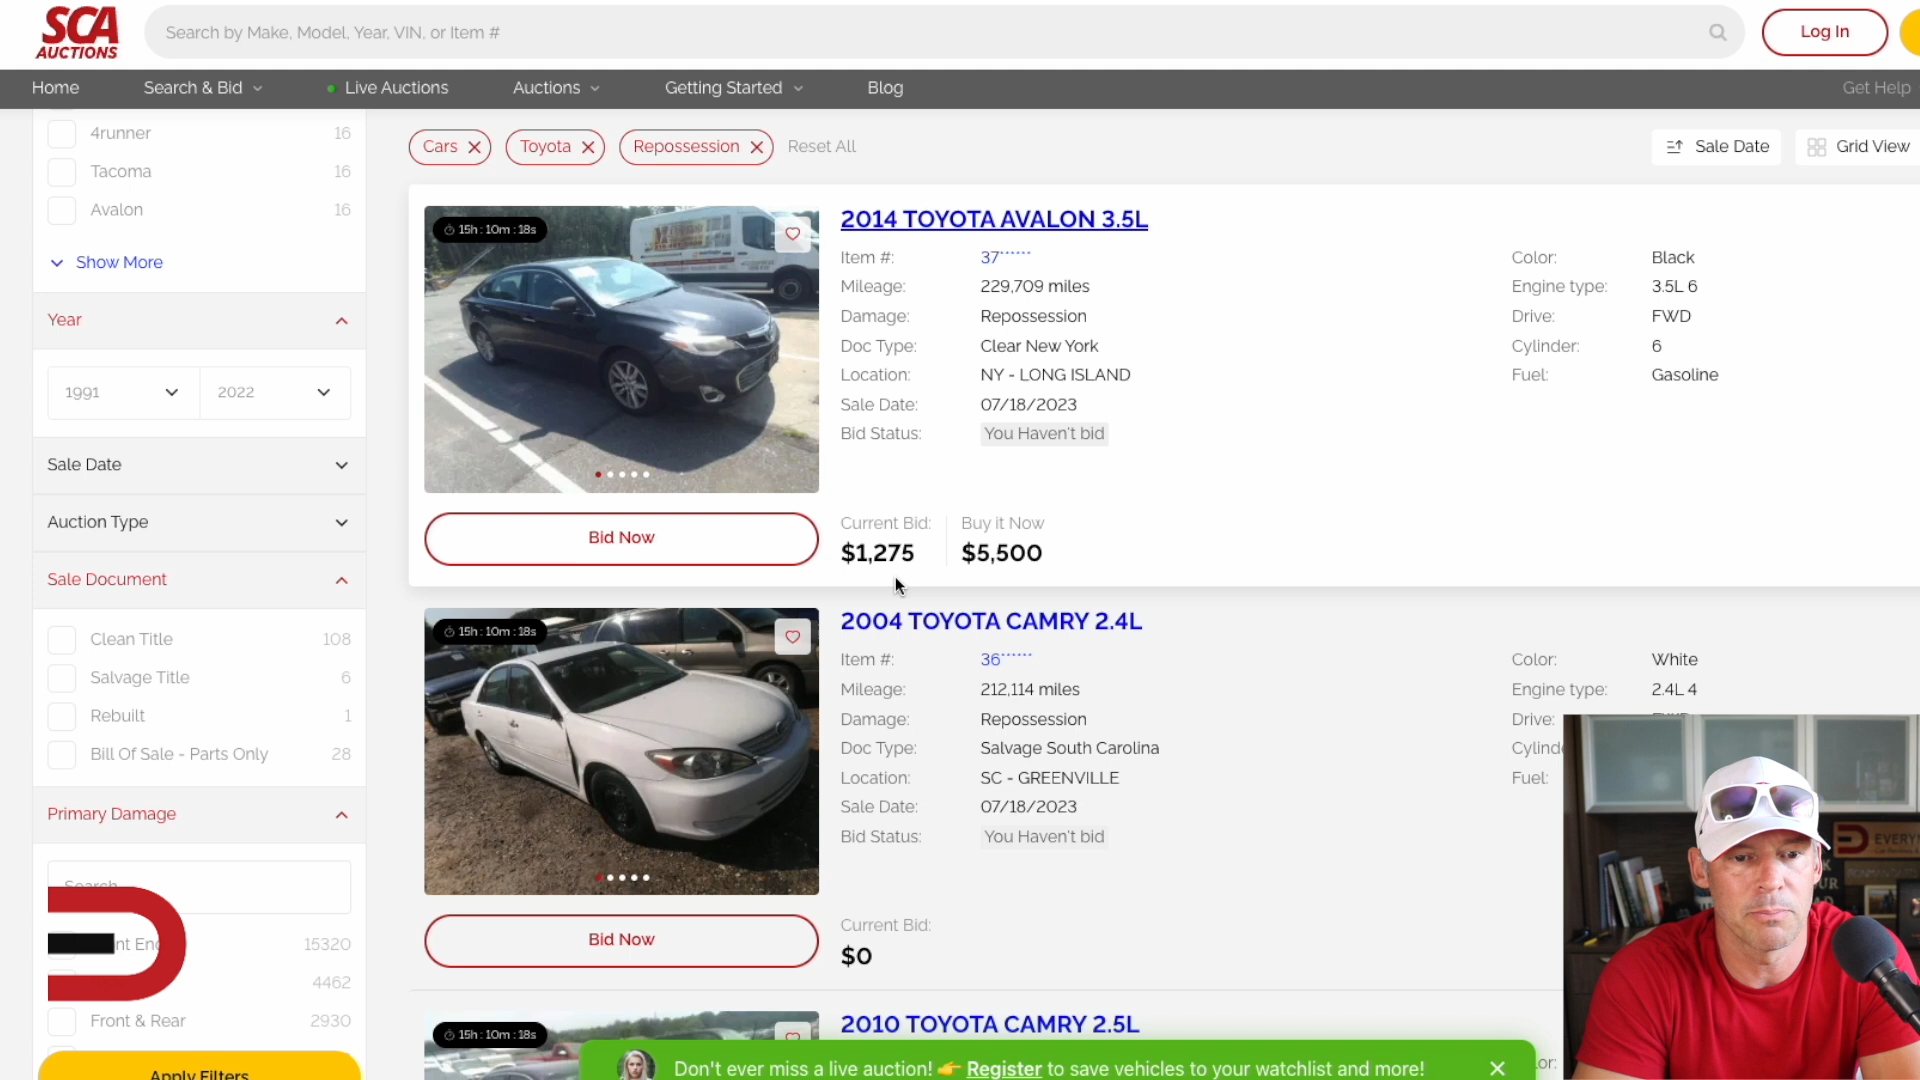 SCA
AUCTIONS
Search by Make, Model, Year, VIN, or Item #
Log In
Home
Search & Bid
Live Auctions
Auctions
Getting Started
Blog
Get Help
4runner 16
Tacoma 16
Avalon 16
Show More
Year
1991
2022
Sale Date
Auction Type
Sale Document
Clean Title 108
Salvage Title 6
Rebuilt 1
Bill Of Sale - Parts Only 28
Primary Damage
Search
15320
4462
Front & Rear 2930
Apply Filters
Cars
Toyota
Repossession
Reset All
Sale Date
Grid View
15h : 10m : 18s
2014 TOYOTA AVALON 3.5L
Item #: 37******
Mileage: 229,709 miles
Damage: Repossession
Doc Type: Clear New York
Location: NY - LONG ISLAND
Sale Date: 07/18/2023
Bid Status: You Haven't bid
Color: Black
Engine type: 3.5L 6
Drive: FWD
Cylinder: 6
Fuel: Gasoline
Bid Now
Current Bid: $1,275
Buy it Now $5,500
15h : 10m : 18s
2004 TOYOTA CAMRY 2.4L
Item #: 36******
Mileage: 212,114 miles
Damage: Repossession
Doc Type: Salvage South Carolina
Location: SC - GREENVILLE
Sale Date: 07/18/2023
Bid Status: You Haven't bid
Color: White
Engine type: 2.4L 4
Drive:
Fuel:
Bid Now
Current Bid:
$0
15h : 10m : 18s
2010 TOYOTA CAMRY 2.5L
Don't ever miss a live auction! 👉 Register to save vehicles to your watchlist and more!